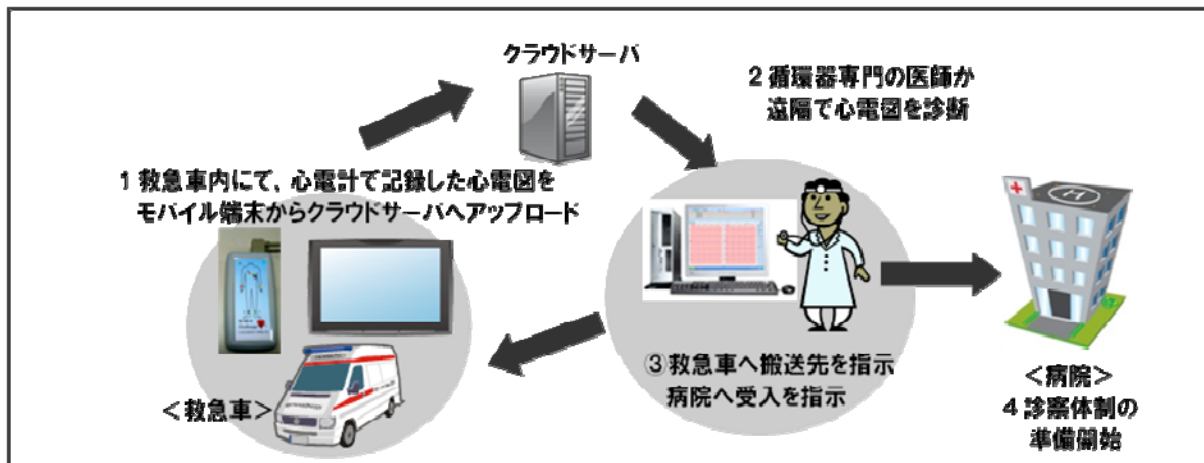 クラウドサーバ
2 循環器専門の医師が
遠隔で心電図を診断
1 救急車内にて、心電計で記録した心電図を
モバイル端末からクラウドサーバへアップロード
③救急車へ搬送先を指示
病院へ受入を指示
＜救急車＞
＜病院＞
4 診察体制の
準備開始